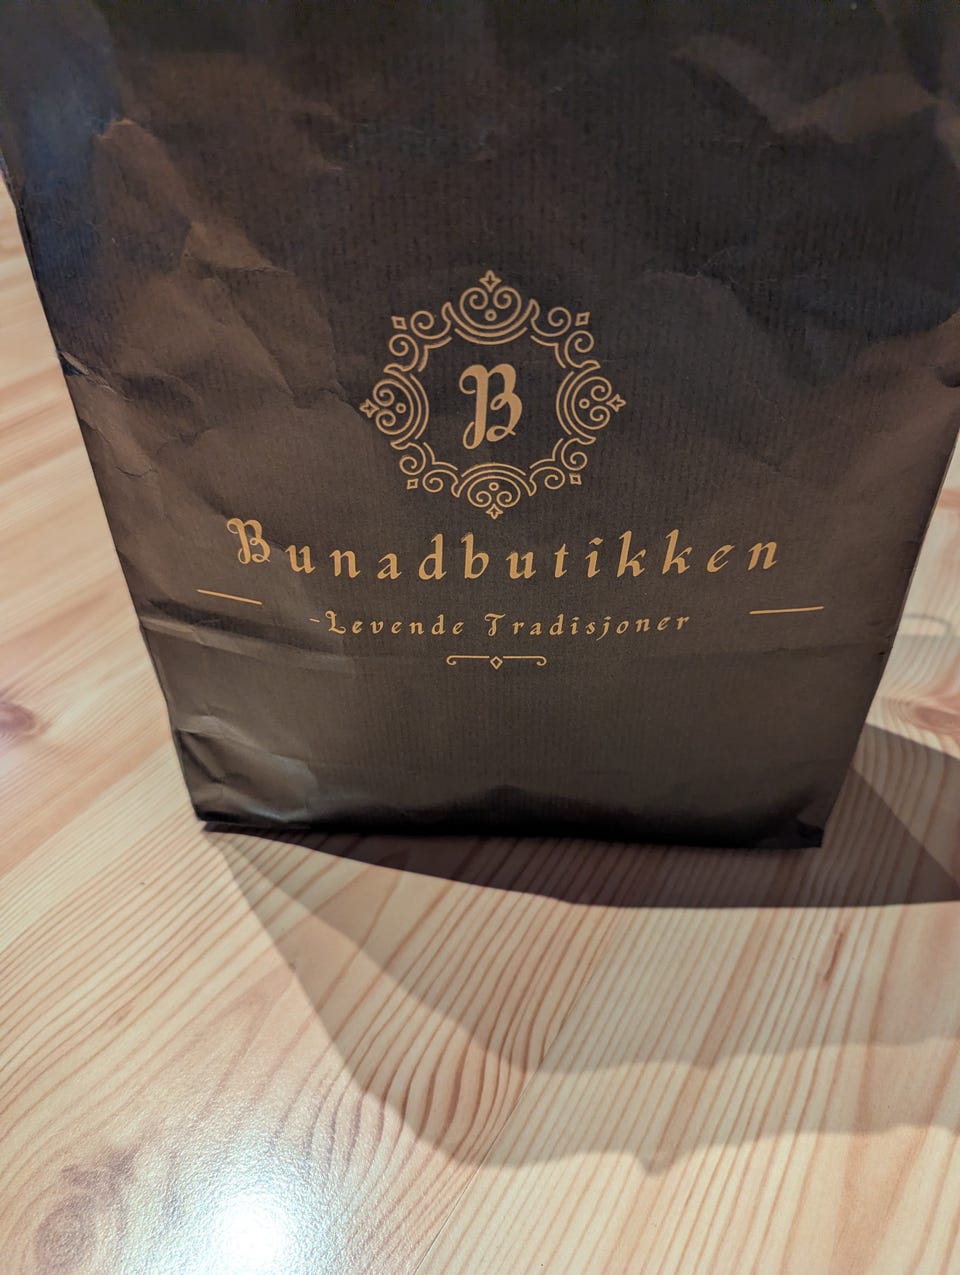 B
Bunadbutikken
-Levende Tradisjoner